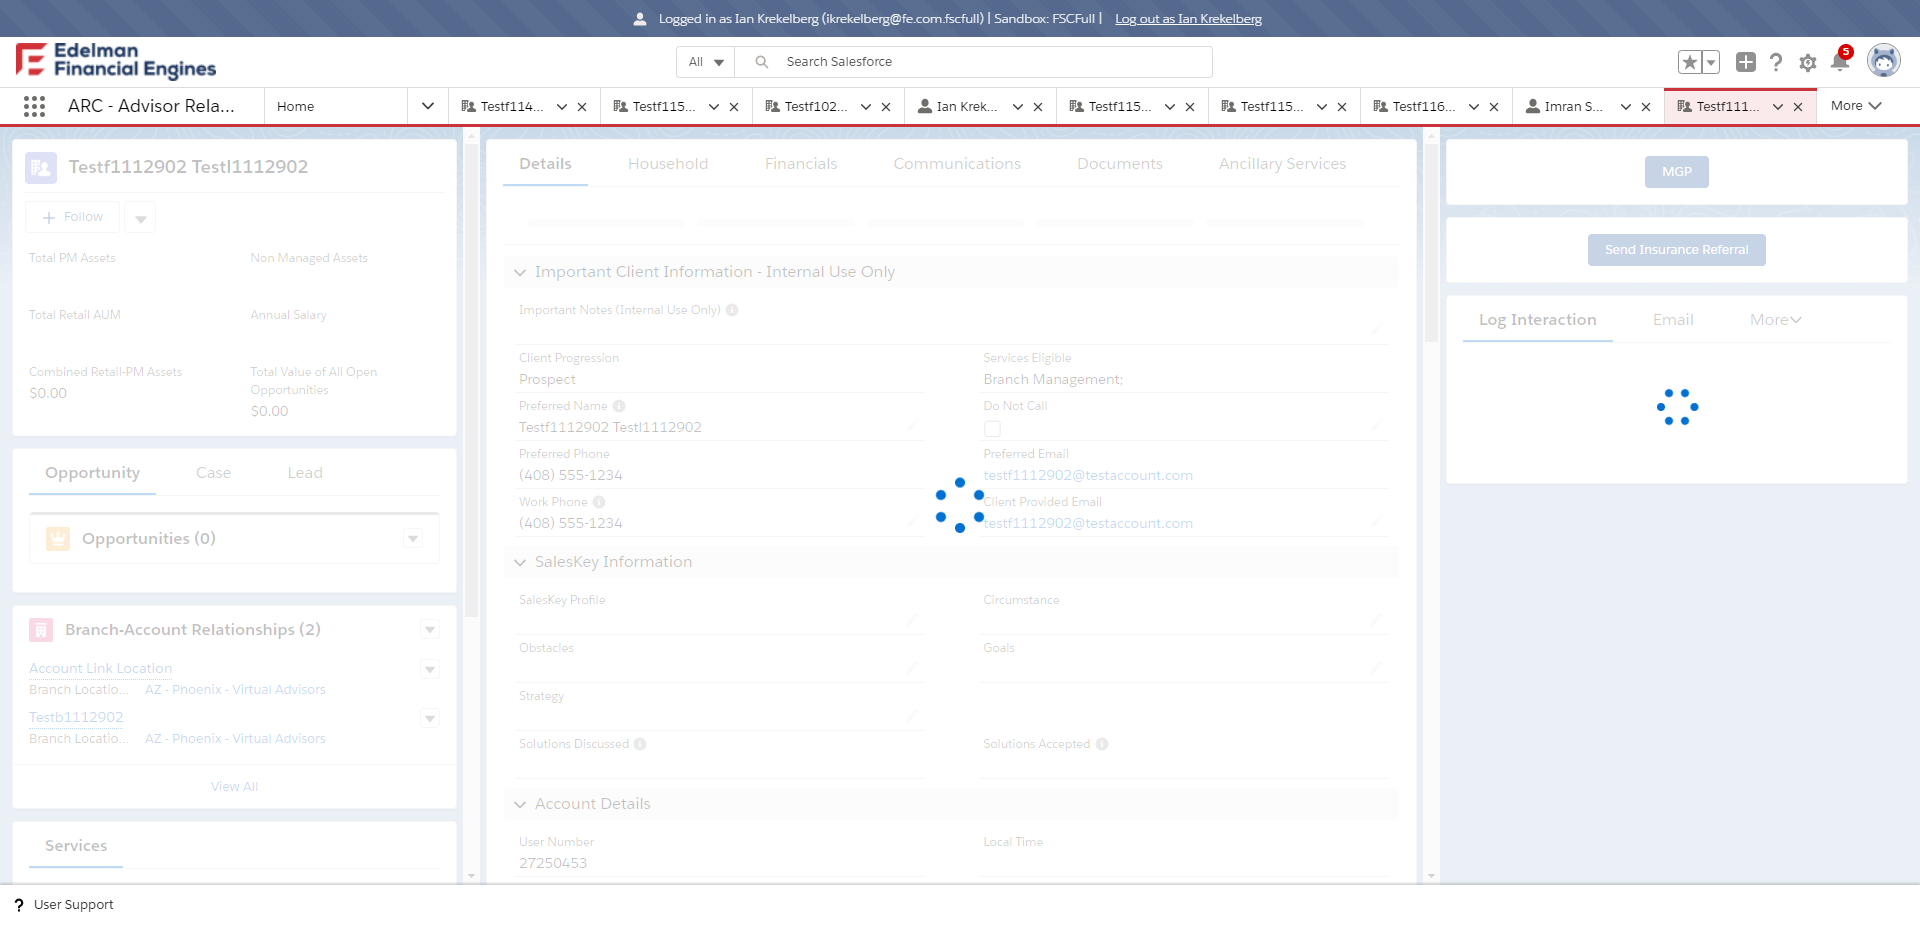 Logged in as Ian Krekelberg (ikrekelberg@fe.com.fscfull) | Sandbox: FSCFull | Log out as Ian Krekelberg
Edelman
Financial Engines
All
Search Salesforce
5
ARC - Advisor Rela...
Home
Testf114...
Testf115...
Testf102...
Ian Krek...
Testf115...
Testf115...
Testf116...
Imran S...
Testf111...
More
Testf1112902 Testl1112902
Follow
Total PM Assets
Non Managed Assets
Total Retail AUM
Annual Salary
Combined Retail-PM Assets
$0.00
Total Value of All Open
Opportunities
$0.00
Opportunity
Case
Lead
Opportunities (0)
Branch-Account Relationships (2)
Account Link Location
Branch Locatio... AZ - Phoenix - Virtual Advisors
Testb1112902
Branch Locatio... AZ - Phoenix - Virtual Advisors
View All
Services
Details
Household
Financials
Communications
Documents
Ancillary Services
Important Client Information - Internal Use Only
Important Notes (Internal Use Only)
Client Progression
Prospect
Services Eligible
Branch Management;
Preferred Name
Testf1112902 Testl1112902
Do Not Call
Preferred Phone
(408) 555-1234
Preferred Email
testf1112902@testaccount.com
Work Phone
(408) 555-1234
Client Provided Email
testf1112902@testaccount.com
SalesKey Information
SalesKey Profile
Circumstance
Obstacles
Goals
Strategy
Solutions Discussed
Solutions Accepted
Account Details
User Number
27250453
Local Time
MGP
Send Insurance Referral
Log Interaction
Email
More
? User Support